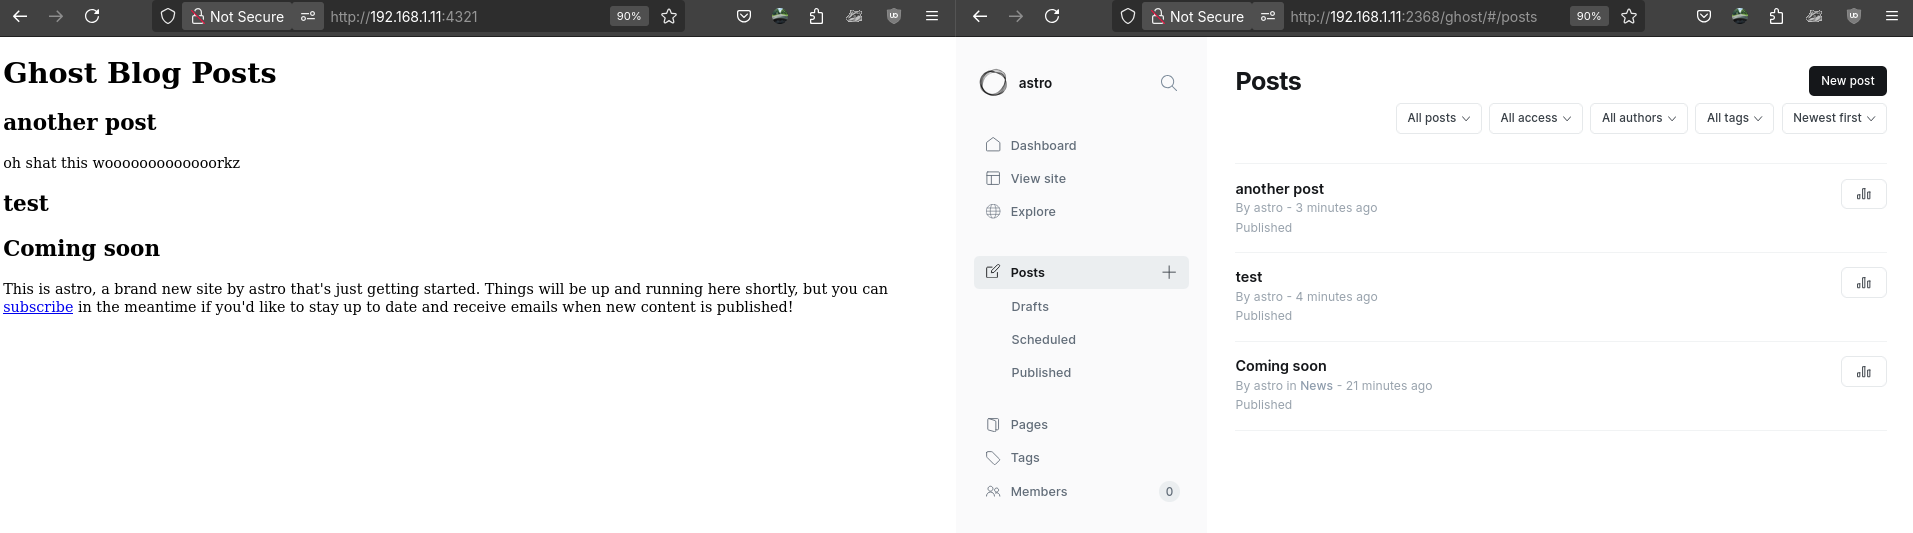 Not Secure
http://192.168.1.11:4321
90%
Ghost Blog Posts
another post
oh shat this wooooooooooooorkz
test
Coming soon
This is astro, a brand new site by astro that's just getting started. Things will be up and running here shortly, but you can
subscribe in the meantime if you'd like to stay up to date and receive emails when new content is published!
Not Secure
http://192.168.1.11:2368/ghost/#/posts
90%
astro
Dashboard
View site
Explore
Posts
Drafts
Scheduled
Published
Pages
Tags
Members 0
Posts
New post
All posts All access All authors All tags Newest first
another post
By astro - 3 minutes ago
Published
test
By astro - 4 minutes ago
Published
Coming soon
By astro in News - 21 minutes ago
Published